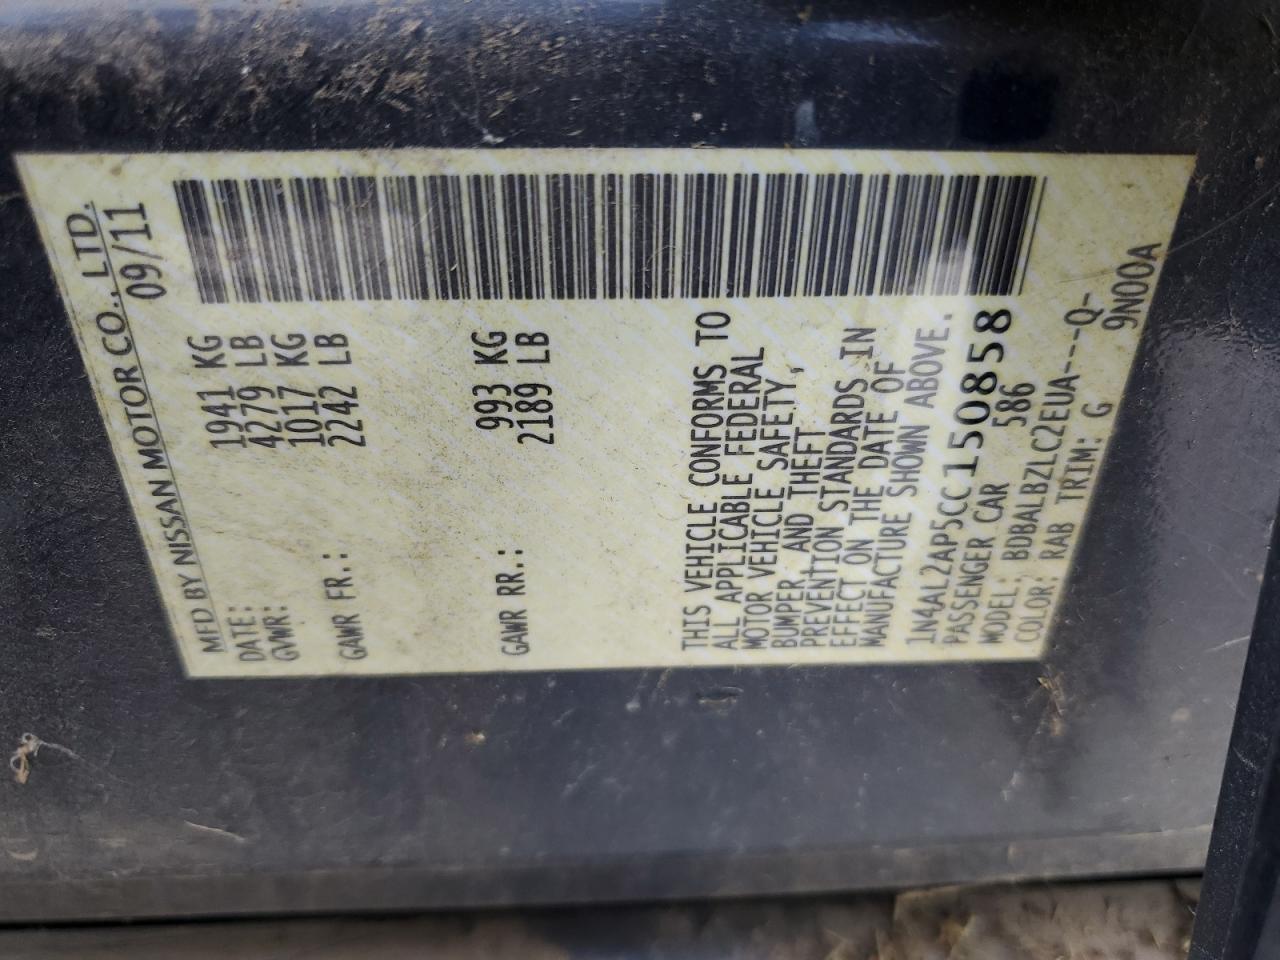 MFD BY NISSAN MOTOR CO., LTD.
DATE: 09/11
GVWR: 1941 KG
4279 LB
GAWR FR.: 1017 KG
2242 LB
GAWR RR.: 993 KG
2189 LB
THIS VEHICLE CONFORMS TO
ALL APPLICABLE FEDERAL
MOTOR VEHICLE SAFETY,
BUMPER, AND THEFT
PREVENTION STANDARDS IN
EFFECT ON THE DATE OF
MANUFACTURE SHOWN ABOVE.
1N4AL2AP5CC150858
PASSENGER CAR 586
MODEL: BDBALBZLC2EUA---Q-
COLOR: RAB TRIM: G 9N00A